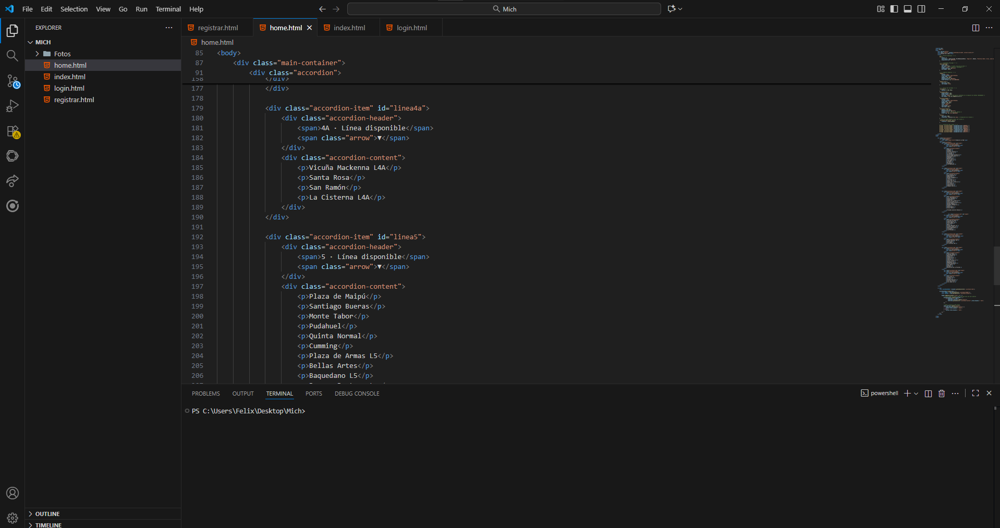 File Edit Selection View Go Run Terminal Help
Mich
EXPLORER
MICH
Fotos
home.html
index.html
login.html
registrar.html
OUTLINE
TIMELINE
registrar.html home.html index.html login.html
home.html
85 <body>
87 <div class="main-container">
91 <div class="accordion">
158 </div>
177 </div>
178
179 <div class="accordion-item" id="linea4a">
180 <div class="accordion-header">
181 <span>4A · Línea disponible</span>
182 <span class="arrow">▼</span>
183 </div>
184 <div class="accordion-content">
185 <p>Vicuña Mackenna L4A</p>
186 <p>Santa Rosa</p>
187 <p>San Ramón</p>
188 <p>La Cisterna L4A</p>
189 </div>
190 </div>
191
192 <div class="accordion-item" id="linea5">
193 <div class="accordion-header">
194 <span>5 · Línea disponible</span>
195 <span class="arrow">▼</span>
196 </div>
197 <div class="accordion-content">
198 <p>Plaza de Maipú</p>
199 <p>Santiago Bueras</p>
200 <p>Monte Tabor</p>
201 <p>Pudahuel</p>
202 <p>Quinta Normal</p>
203 <p>Cumming</p>
204 <p>Plaza de Armas L5</p>
205 <p>Bellas Artes</p>
206 <p>Baquedano L5</p>
PROBLEMS OUTPUT TERMINAL PORTS DEBUG CONSOLE
powershell
PS C:\Users\Felix\Desktop\Mich>